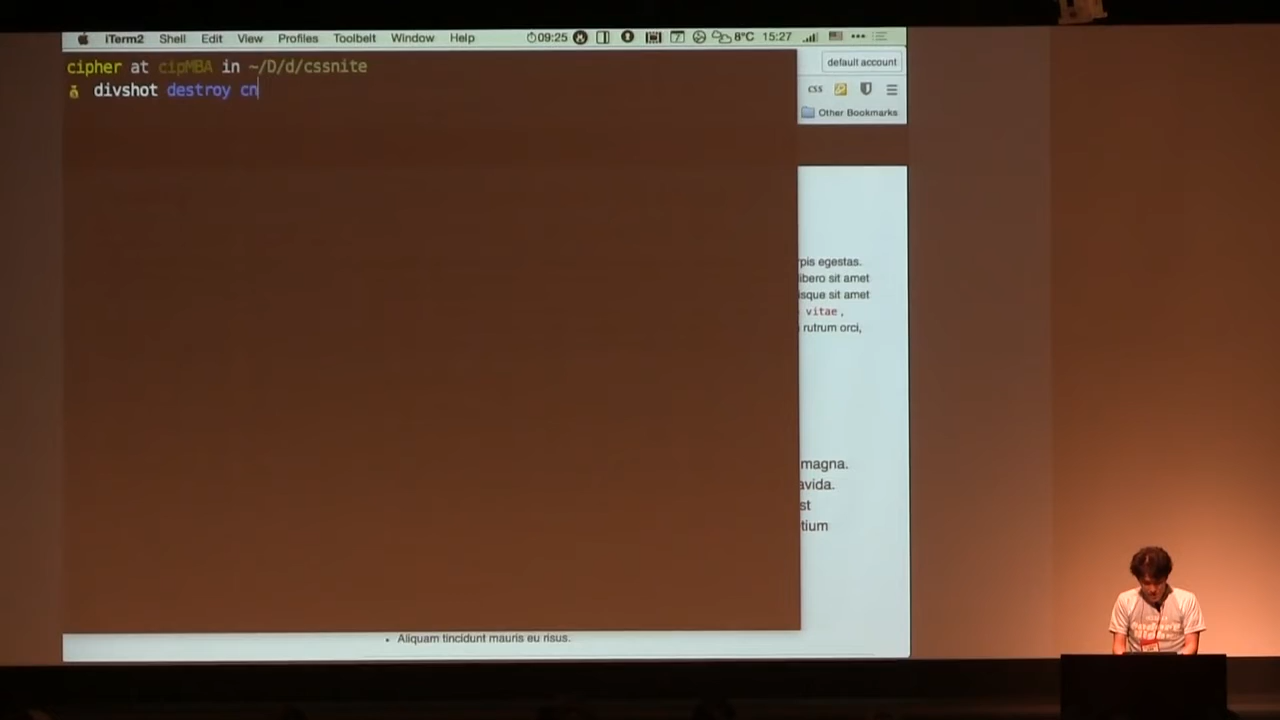 iTerm2 Shell Edit View Profiles Toolbelt Window Help 09:25 8°C 15:27
cipher at cipMBA in ~/D/d/cssnite
divshot destroy cn
default account
css
Other Bookmarks
rpis egestas.
libero sit amet
isque sit amet
vitae,
rutrum orci,
magna.
avida.
st
tium
• Aliquam tincidunt mauris eu risus.